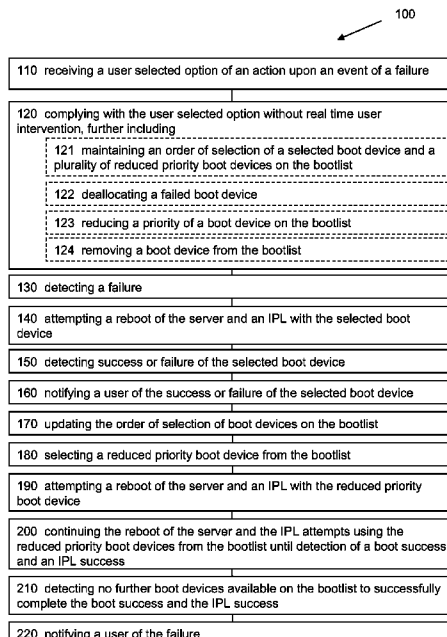 100
110 receiving a user selected option of an action upon an event of a failure
120 complying with the user selected option without real time user
intervention, further including
121 maintaining an order of selection of a selected boot device and a
plurality of reduced priority boot devices on the bootlist
122 deallocating a failed boot device
123 reducing a priority of a boot device on the bootlist
124 removing a boot device from the bootlist
130 detecting a failure
140 attempting a reboot of the server and an IPL with the selected boot
device
150 detecting success or failure of the selected boot device
160 notifying a user of the success or failure of the selected boot device
170 updating the order of selection of boot devices on the bootlist
180 selecting a reduced priority boot device from the bootlist
190 attempting a reboot of the server and an IPL with the reduced priority
boot device
200 continuing the reboot of the server and the IPL attempts using the
reduced priority boot devices from the bootlist until detection of a boot success
and an IPL success
210 detecting no further boot devices available on the bootlist to successfully
complete the boot success and the IPL success
220 notifying a user of the failure